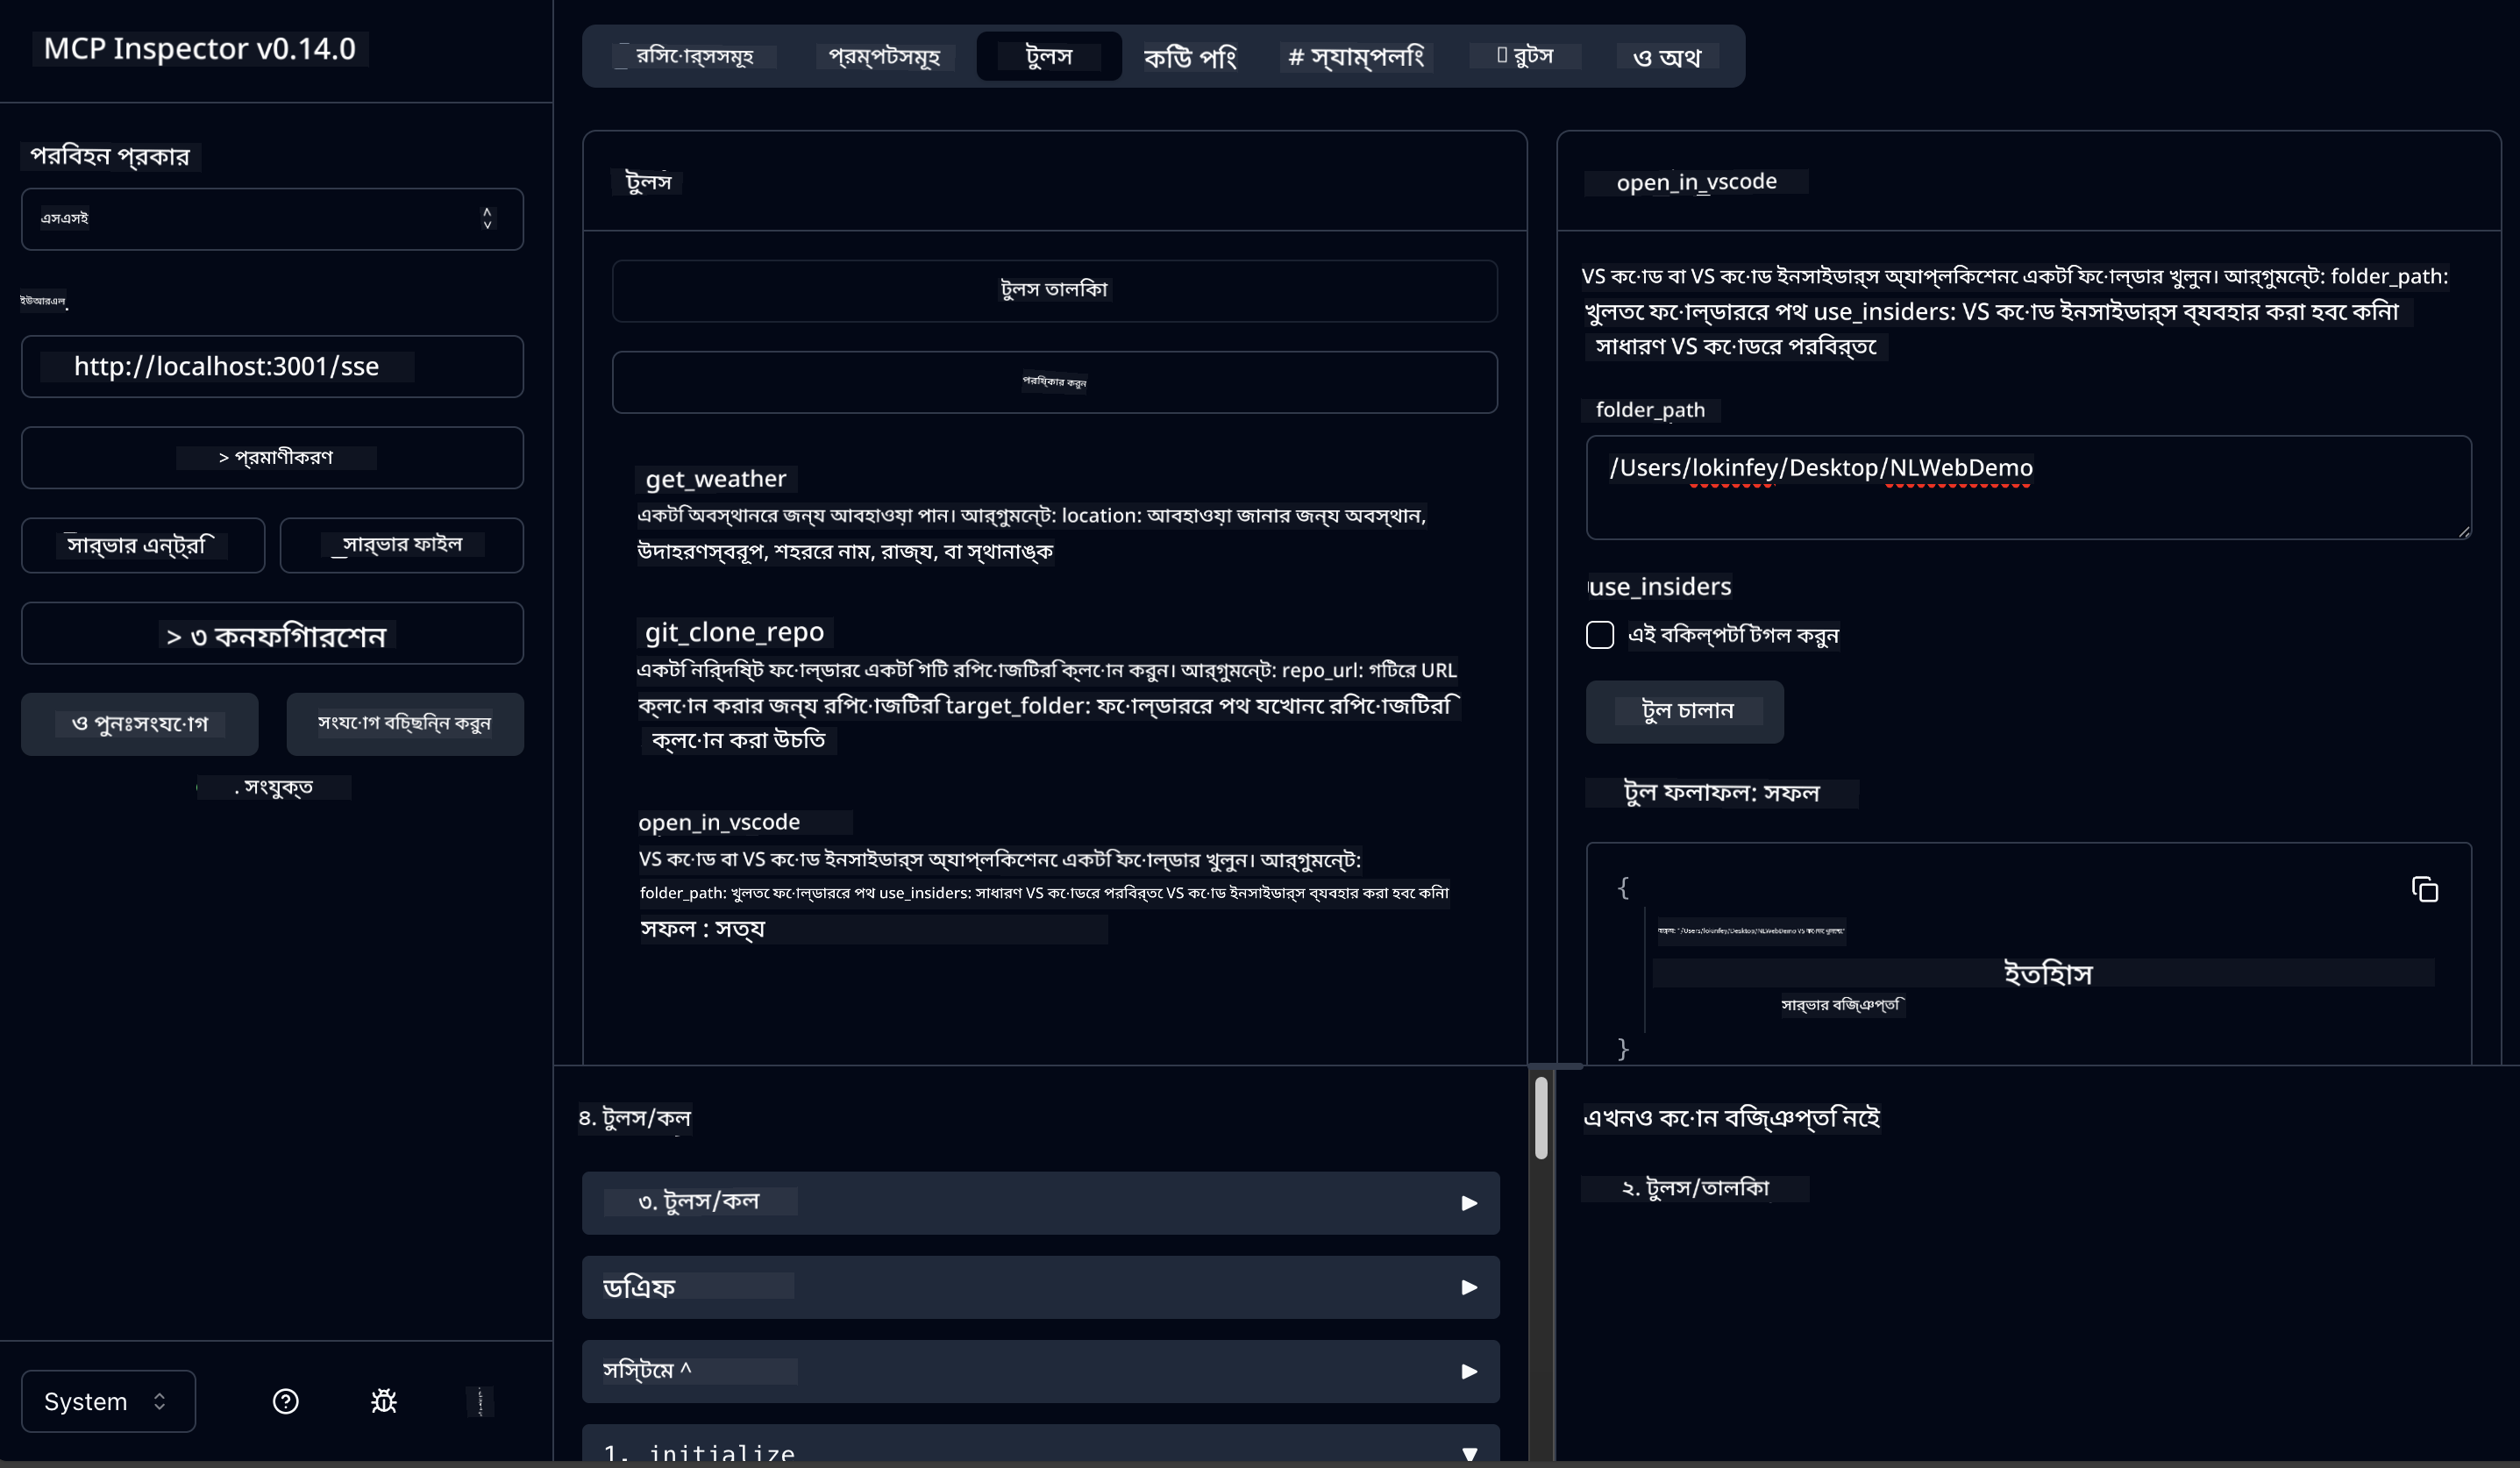 MCP Inspector v0.14.0
পরিবহন প্রকার
এসএসই
ইউআরএল
http://localhost:3001/sse
> প্রমাণীকরণ
সার্ভার এন্ট্রি
সার্ভার ফাইল
> ৩ কনফিগারেশন
ও পুনঃসংযোগ
সংযোগ বিচ্ছিন্ন করুন
. সংযুক্ত
System
রিসোর্সসমূহ
প্রম্পটসমূহ
টুলস
কিউ পিং
# স্যাম্পলিং
রুটস
ও অথ
টুলস
টুলস তালিকা
পরিষ্কার করুন
get_weather
একটি অবস্থানের জন্য আবহাওয়া পান। আর্গুমেন্ট: location: আবহাওয়া জানার জন্য অবস্থান,
উদাহরণস্বরূপ, শহরের নাম, রাজ্য, বা স্থানাঙ্ক
git_clone_repo
একটি নির্দিষ্ট ফোল্ডারে একটি গিট রিপোজিটরি ক্লোন করুন। আর্গুমেন্ট: repo_url: গিটের URL
ক্লোন করার জন্য রিপোজিটরি target_folder: ফোল্ডারের পথ যেখানে রিপোজিটরি
ক্লোন করা উচিত
open_in_vscode
VS কোড বা VS কোড ইনসাইডার্স অ্যাপ্লিকেশনে একটি ফোল্ডার খুলুন। আর্গুমেন্ট:
folder_path: খুলতে ফোল্ডারের পথ use_insiders: সাধারণ VS কোডের পরিবর্তে VS কোড ইনসাইডার্স ব্যবহার করা হবে কিনা
সফল : সত্য
open_in_vscode
VS কোড বা VS কোড ইনসাইডার্স অ্যাপ্লিকেশনে একটি ফোল্ডার খুলুন। আর্গুমেন্ট: folder_path:
খুলতে ফোল্ডারের পথ use_insiders: VS কোড ইনসাইডার্স ব্যবহার করা হবে কিনা
সাধারণ VS কোডের পরিবর্তে
folder_path
/Users/lokinfey/Desktop/NLWebDemo
use_insiders
এই বিকল্পটি টগল করুন
টুল চালান
টুল ফলাফল: সফল
{
"/Users/lokinfey/Desktop/NLWebDemo VS কোডে
ইতিহাস
সার্ভার বিজ্ঞপ্তি
}
৪. টুলস/কল
৩. টুলস/কল
ডিএফ
সিস্টেম ^
1. initialize
এখনও কোন বিজ্ঞপ্তি নেই
২. টুলস/তালিকা